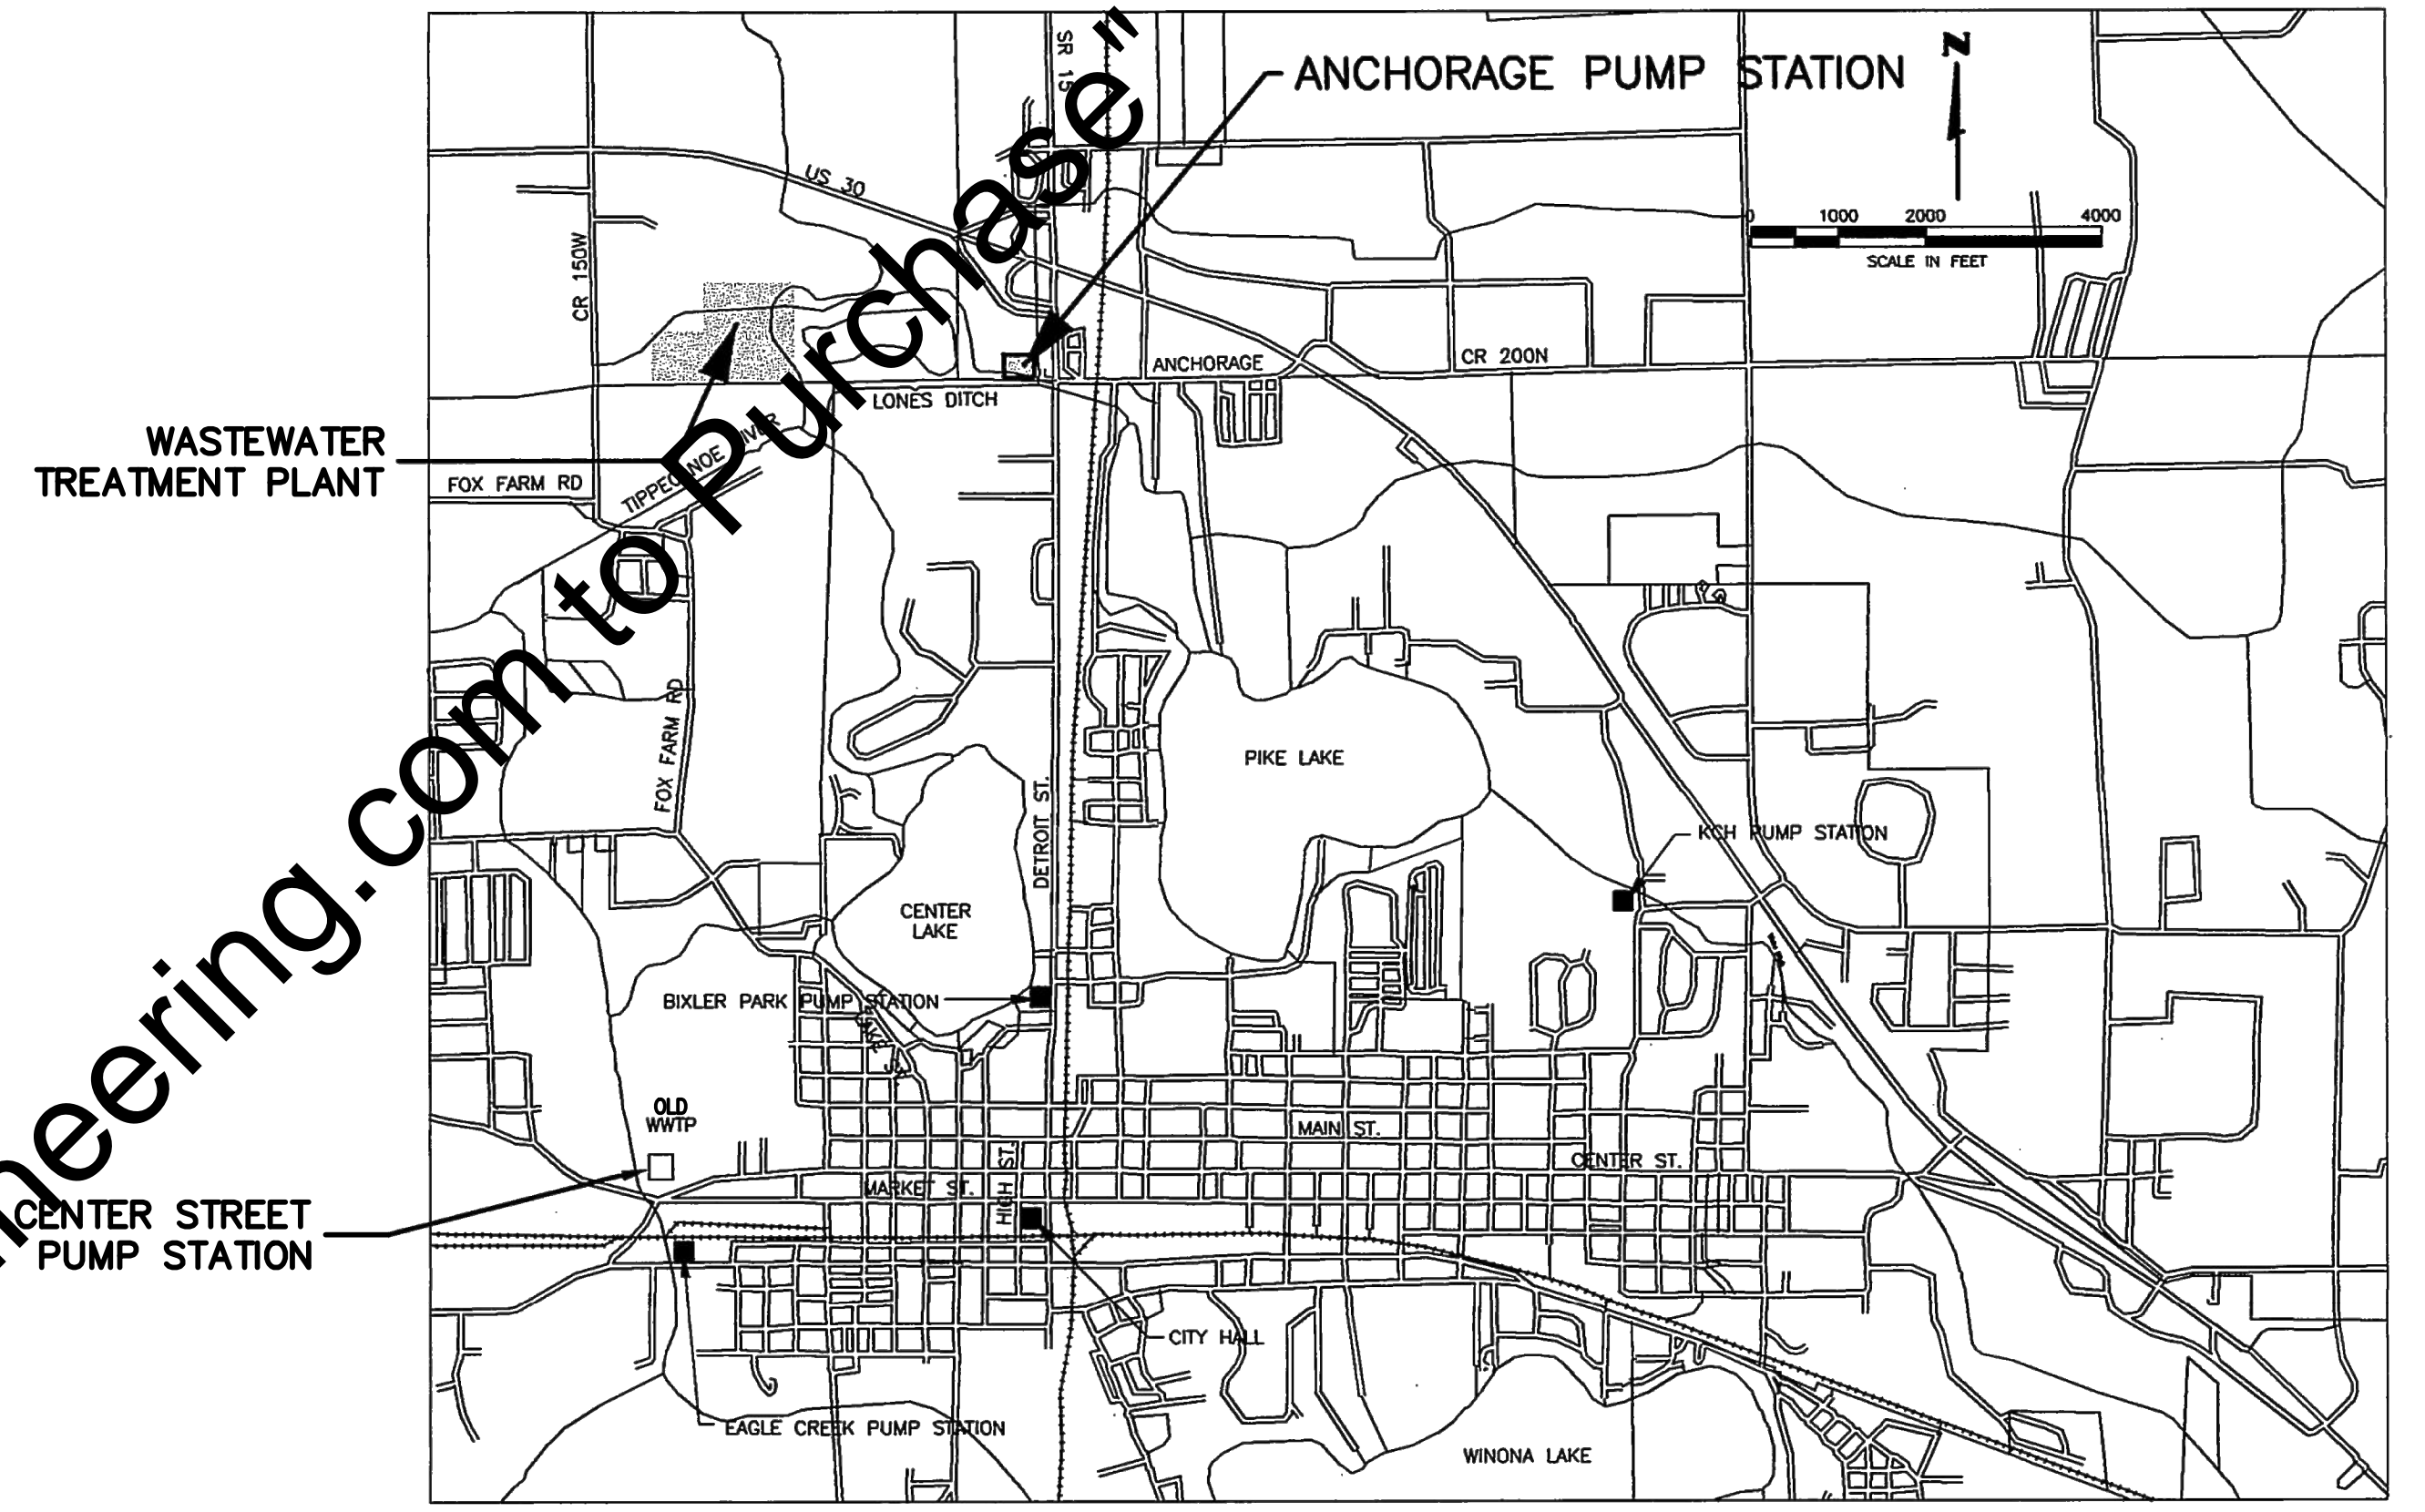 SR 15
ANCHORAGE PUMP STATION
N
US 30
0 1000 2000 4000
SCALE IN FEET
CR 150W
ANCHORAGE
CR 200N
LONES DITCH
WASTEWATER
TREATMENT PLANT
FOX FARM RD
FOX FARM RD
PIKE LAKE
DETROIT ST.
KCH PUMP STATION
CENTER
LAKE
BIXLER PARK PUMP STATION
LAKE ST.
OLD
WWTP
MAIN ST.
CENTER ST.
MARKET ST.
HIGH ST.
CENTER STREET
PUMP STATION
CITY HALL
EAGLE CREEK PUMP STATION
WINONA LAKE
neering.com to Purchase"